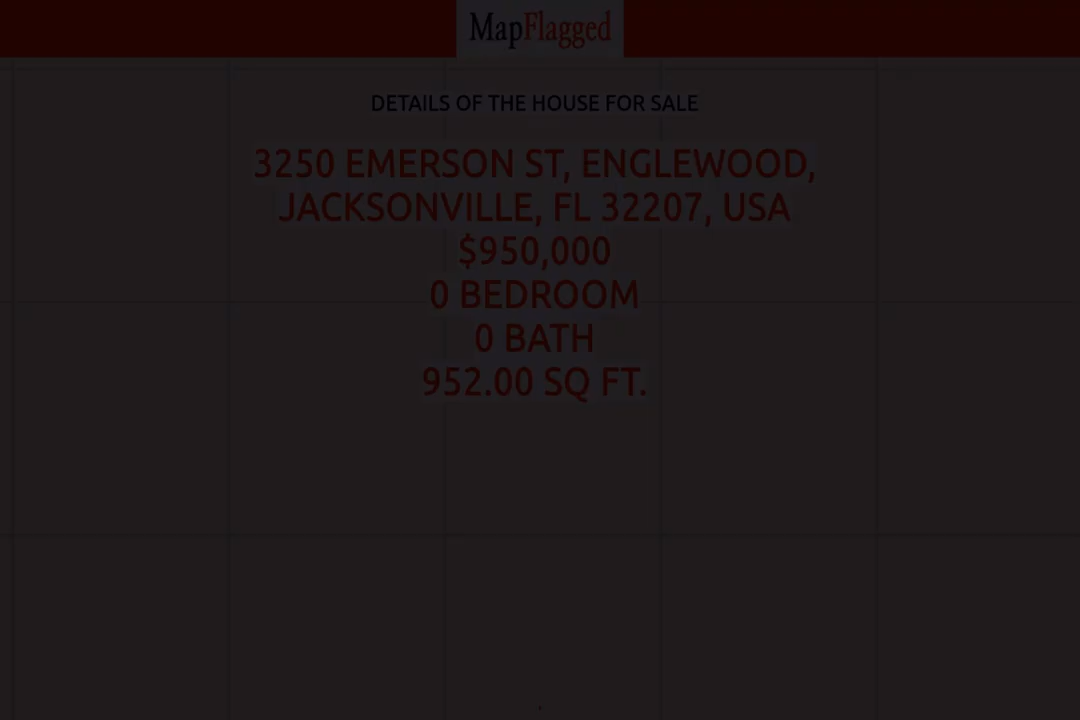 MapFlagged
DETAILS OF THE HOUSE FOR SALE
3250 EMERSON ST, ENGLEWOOD,
JACKSONVILLE, FL 32207, USA
$950,000
0 BEDROOM
0 BATH
952.00 SQ FT.